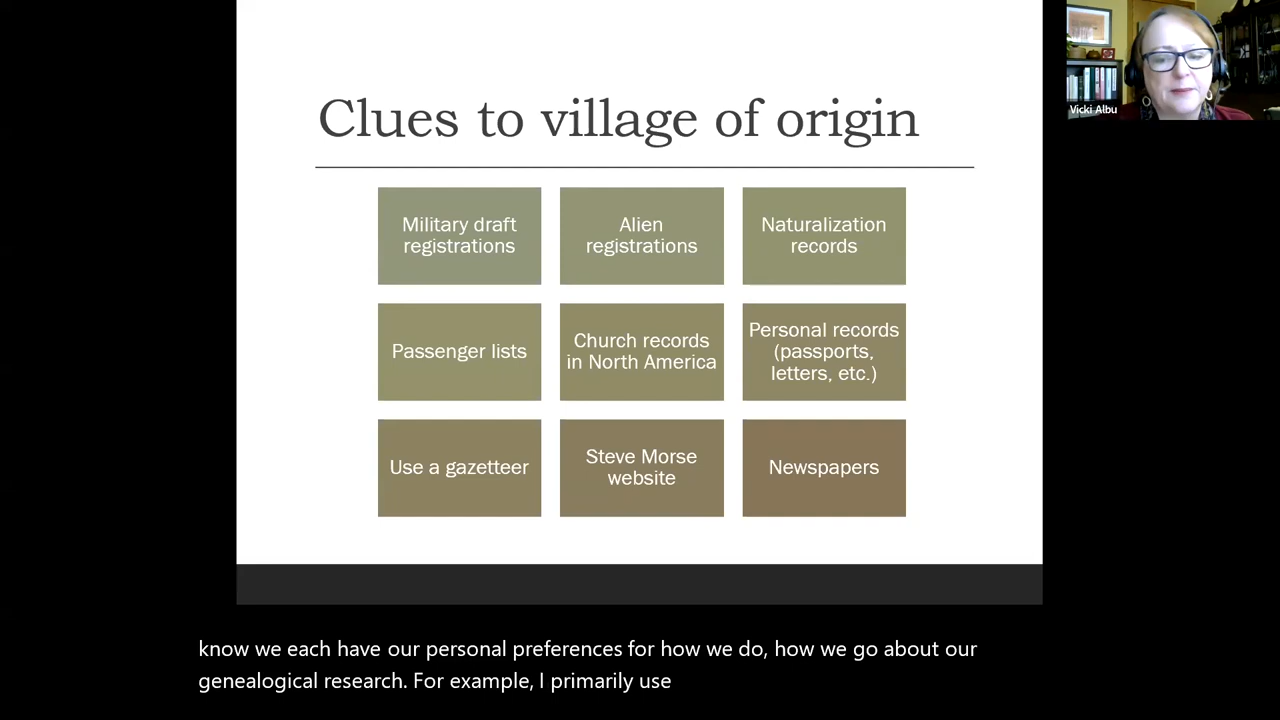 Clues to village of origin
Military draft
registrations
Alien
registrations
Naturalization
records
Passenger lists
Church records
in North America
Personal records
(passports,
letters, etc.)
Use a gazetteer
Steve Morse
website
Newspapers
Vicki Albu
know we each have our personal preferences for how we do, how we go about our
genealogical research. For example, I primarily use